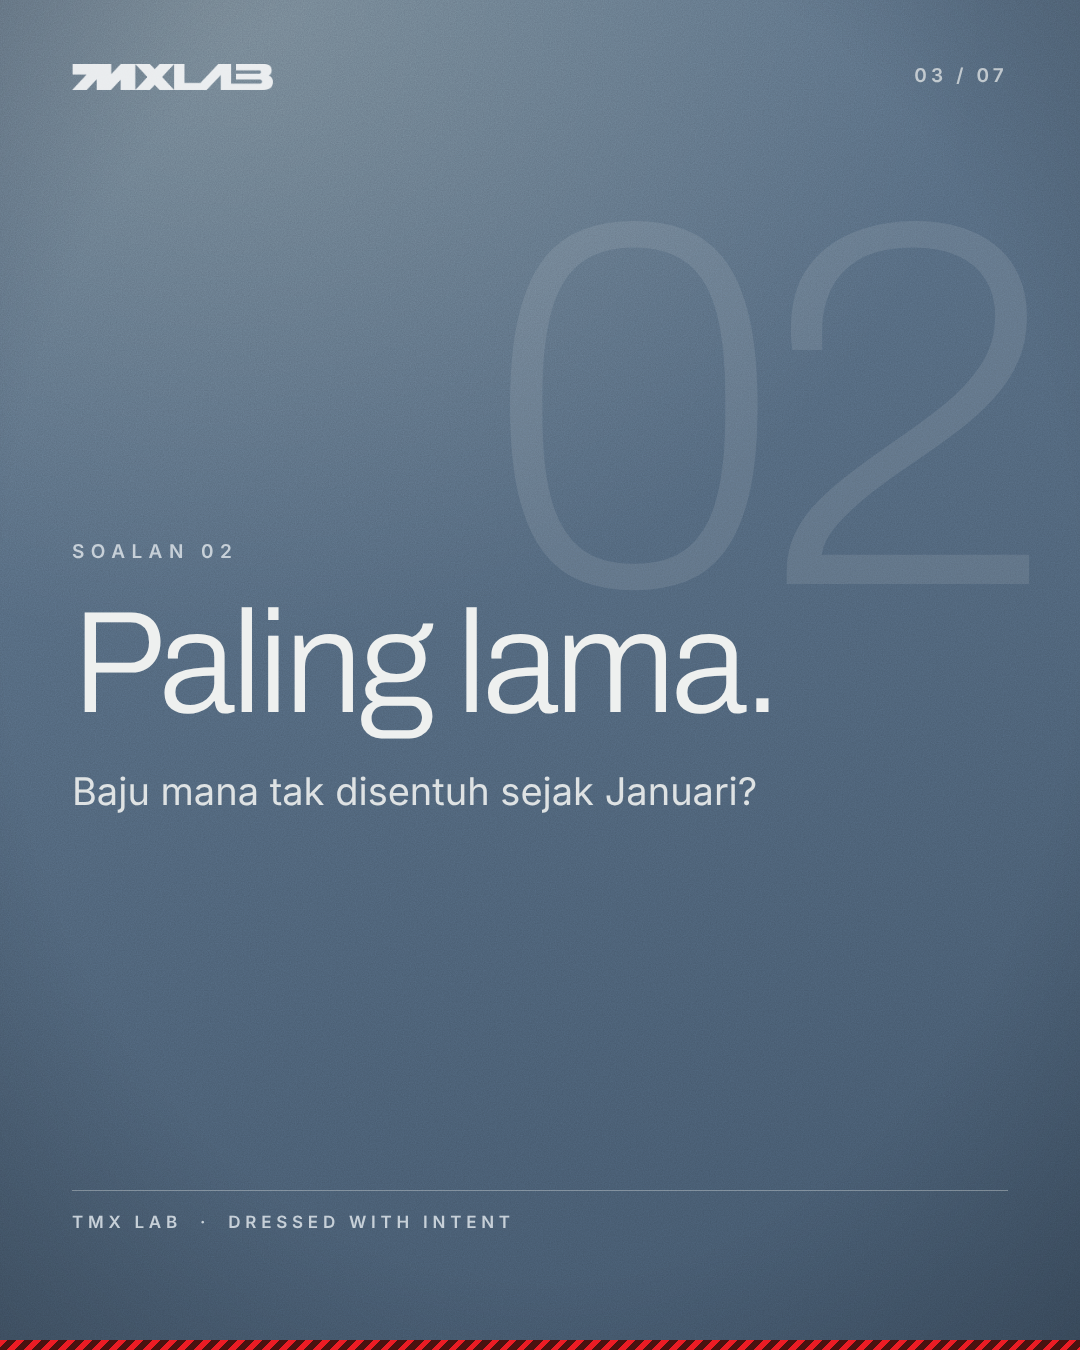 TMXLAB
03 / 07
02
SOALAN 02
Paling lama.
Baju mana tak disentuh sejak Januari?
TMX LAB · DRESSED WITH INTENT